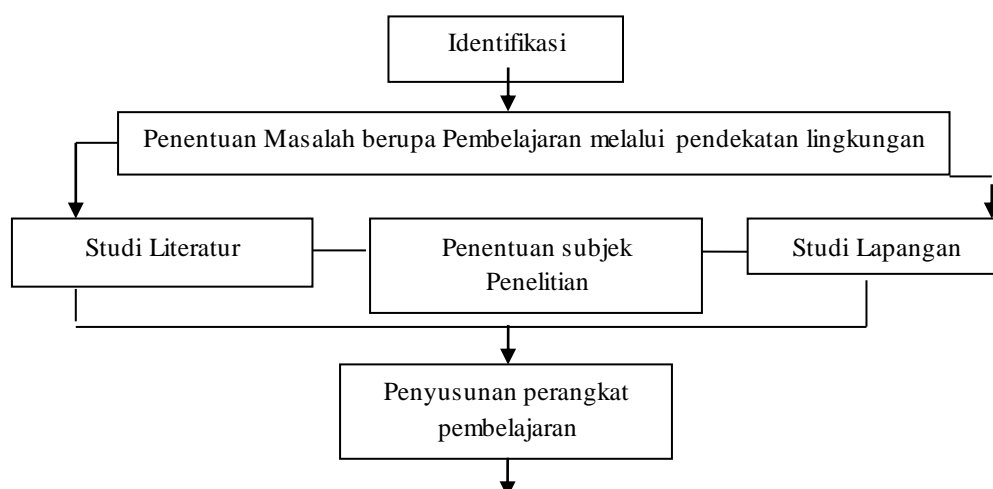 Identifikasi
Penentuan Masalah berupa Pembelajaran melalui pendekatan lingkungan
Studi Literatur
Penentuan subjek
Penelitian
Studi Lapangan
Penyusunan perangkat
pembelajaran